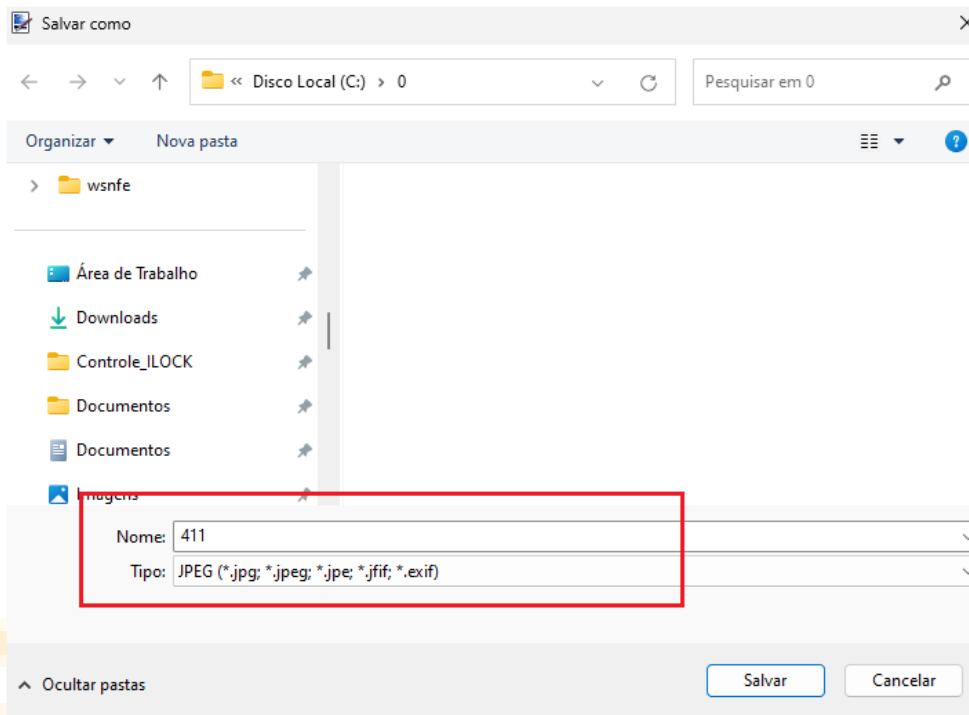 Salvar como
« Disco Local (C:) > 0
Pesquisar em 0
Organizar
Nova pasta
?
wsnfe
Área de Trabalho
Downloads
Controle_ILOCK
Documentos
Documentos
Imagens
Nome: 411
Tipo: JPEG (*.jpg; *.jpeg; *.jpe; *.jfif; *.exif)
Ocultar pastas
Salvar
Cancelar